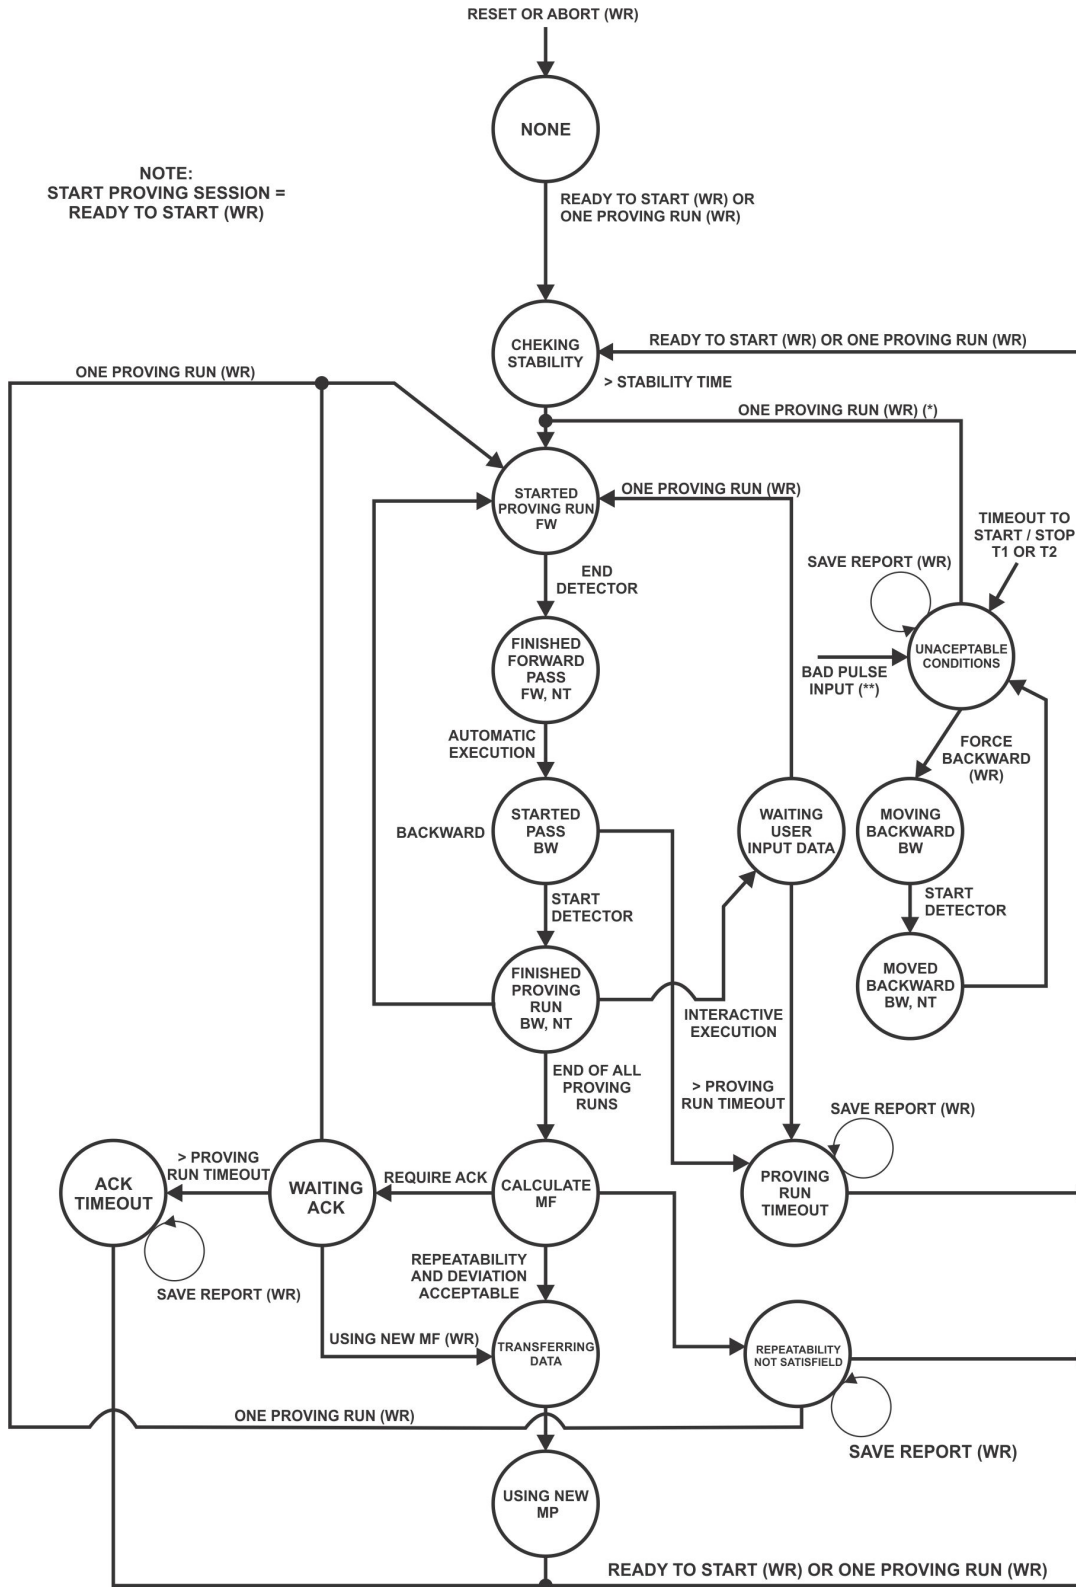 RESET OR ABORT (WR)
NONE
NOTE:
START PROVING SESSION =
READY TO START (WR)
READY TO START (WR) OR
ONE PROVING RUN (WR)
CHEKING
STABILITY
READY TO START (WR) OR ONE PROVING RUN (WR)
ONE PROVING RUN (WR)
> STABILITY TIME
ONE PROVING RUN (WR) (*)
STARTED
PROVING RUN
FW
ONE PROVING RUN (WR)
TIMEOUT TO
START / STOP
T1 OR T2
SAVE REPORT (WR)
END
DETECTOR
FINISHED
FORWARD
PASS
FW, NT
UNACEPTABLE
CONDITIONS
BAD PULSE
INPUT (**)
AUTOMATIC
EXECUTION
FORCE
BACKWARD
(WR)
BACKWARD
STARTED
PASS
BW
WAITING
USER
INPUT DATA
MOVING
BACKWARD
BW
START
DETECTOR
START
DETECTOR
FINISHED
PROVING
RUN
BW, NT
MOVED
BACKWARD
BW, NT
INTERACTIVE
EXECUTION
END OF ALL
PROVING
RUNS
> PROVING
RUN TIMEOUT
SAVE REPORT (WR)
ACK
TIMEOUT
> PROVING
RUN TIMEOUT
WAITING
ACK
REQUIRE ACK
CALCULATE
MF
PROVING
RUN
TIMEOUT
SAVE REPORT (WR)
REPEATABILITY
AND DEVIATION
ACCEPTABLE
USING NEW MF (WR)
TRANSFERRING
DATA
REPEATABILITY
NOT SATISFIELD
ONE PROVING RUN (WR)
SAVE REPORT (WR)
USING NEW
MP
READY TO START (WR) OR ONE PROVING RUN (WR)